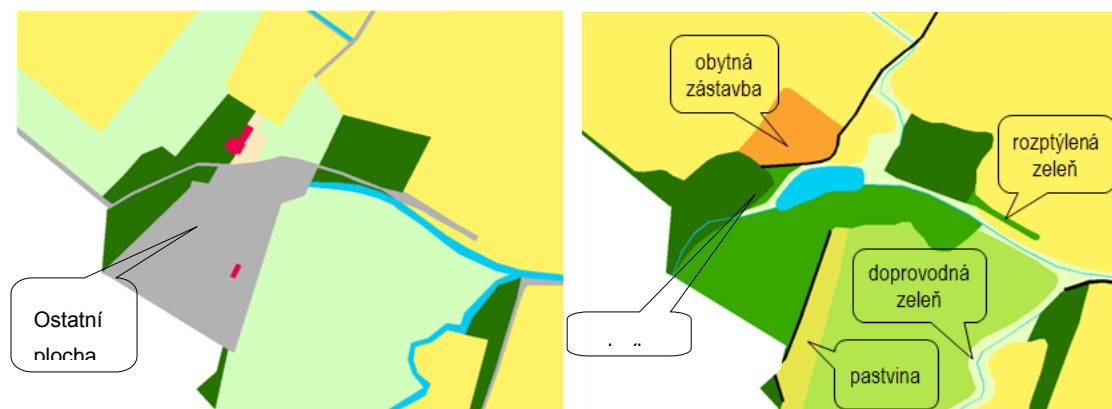 Ostatní
plocha
obytná
zástavba
rozptýlená
zeleň
doprovodná
zeleň
pastvina